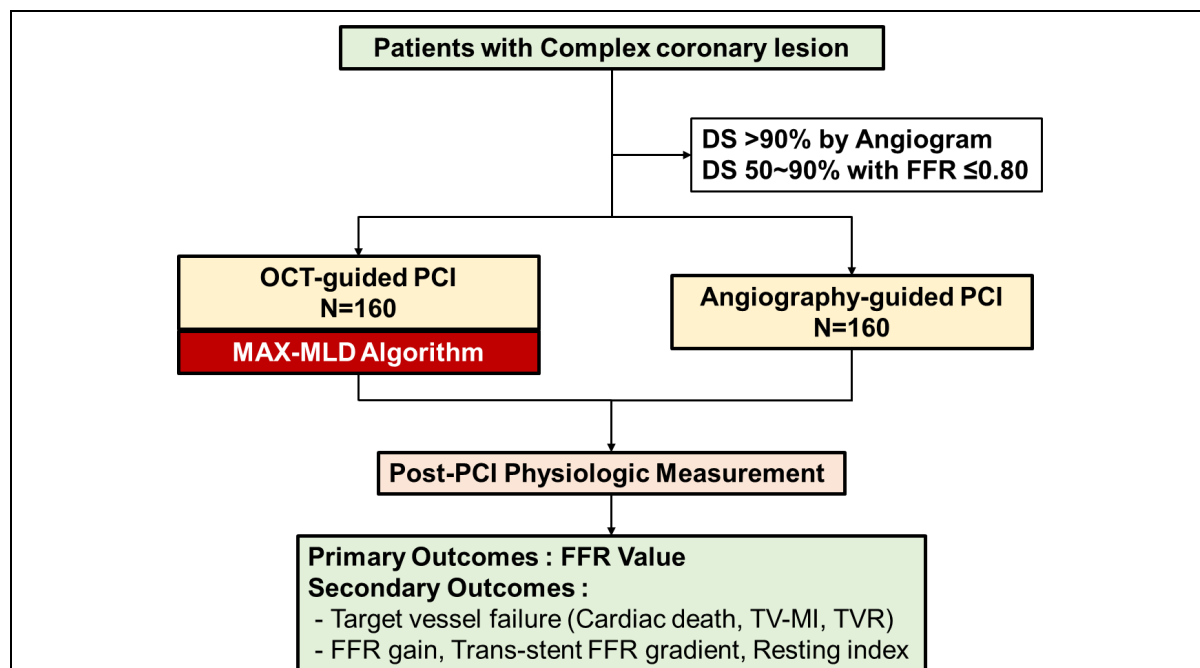 Patients with Complex coronary lesion
DS >90% by Angiogram
DS 50~90% with FFR ≤0.80
OCT-guided PCI
N=160
MAX-MLD Algorithm
Angiography-guided PCI
N=160
Post-PCI Physiologic Measurement
Primary Outcomes : FFR Value
Secondary Outcomes :
- Target vessel failure (Cardiac death, TV-MI, TVR)
- FFR gain, Trans-stent FFR gradient, Resting index